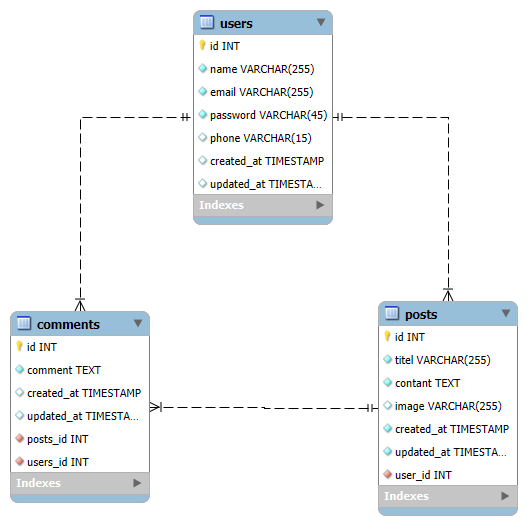 users
id INT
name VARCHAR(255)
email VARCHAR(255)
password VARCHAR(45)
phone VARCHAR(15)
created_at TIMESTAMP
updated_at TIMESTA...
Indexes
comments
id INT
comment TEXT
created_at TIMESTAMP
updated_at TIMESTA...
posts_id INT
users_id INT
Indexes
posts
id INT
titel VARCHAR(255)
contant TEXT
image VARCHAR(255)
created_at TIMESTAMP
updated_at TIMESTA...
user_id INT
Indexes